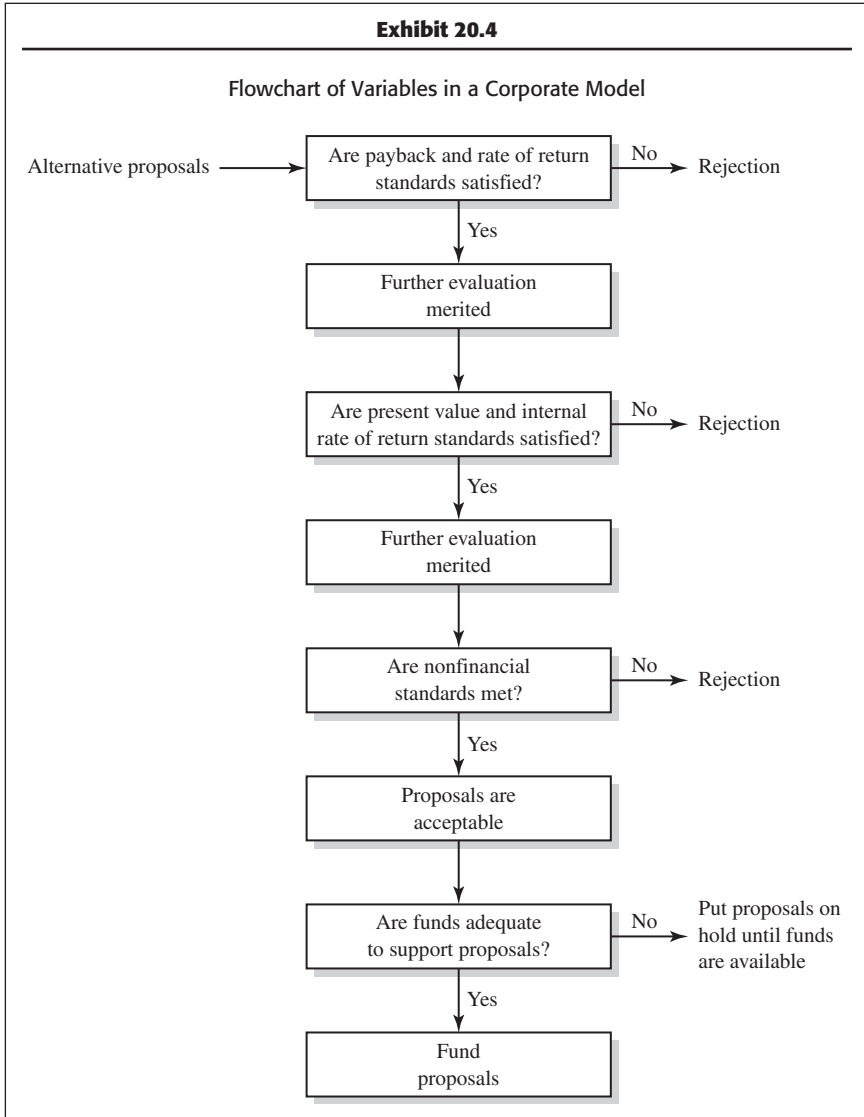 Exhibit 20.4
Flowchart of Variables in a Corporate Model
Alternative proposals
Are payback and rate of return
standards satisfied?
No
Rejection
Yes
Further evaluation
merited
Are present value and internal
rate of return standards satisfied?
No
Rejection
Yes
Further evaluation
merited
Are nonfinancial
standards met?
No
Rejection
Yes
Proposals are
acceptable
Are funds adequate
to support proposals?
No
Put proposals on
hold until funds
are available
Yes
Fund
proposals